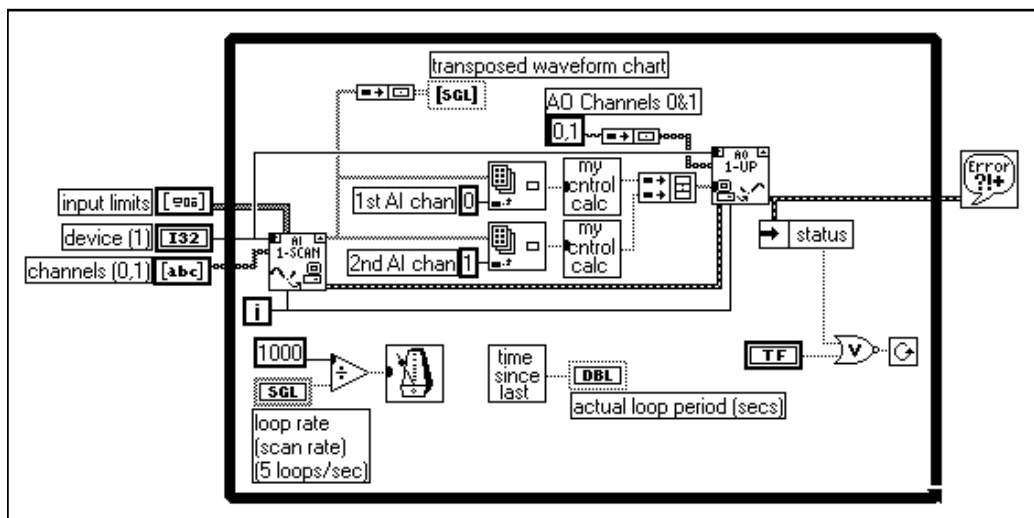 transposed waveform chart
[SGL]
AO Channels 0&1
0,1
AO
1-UP
Error
?!+
input limits
device (1)
I32
channels (0,1)
[abc]
AI
1-SCAN
1st AI chan
0
my
cntrol
calc
2nd AI chan
1
my
cntrol
calc
status
i
1000
÷
SGL
loop rate
(scan rate)
(5 loops/sec)
time
since
last
DBL
actual loop period (secs)
TF
V